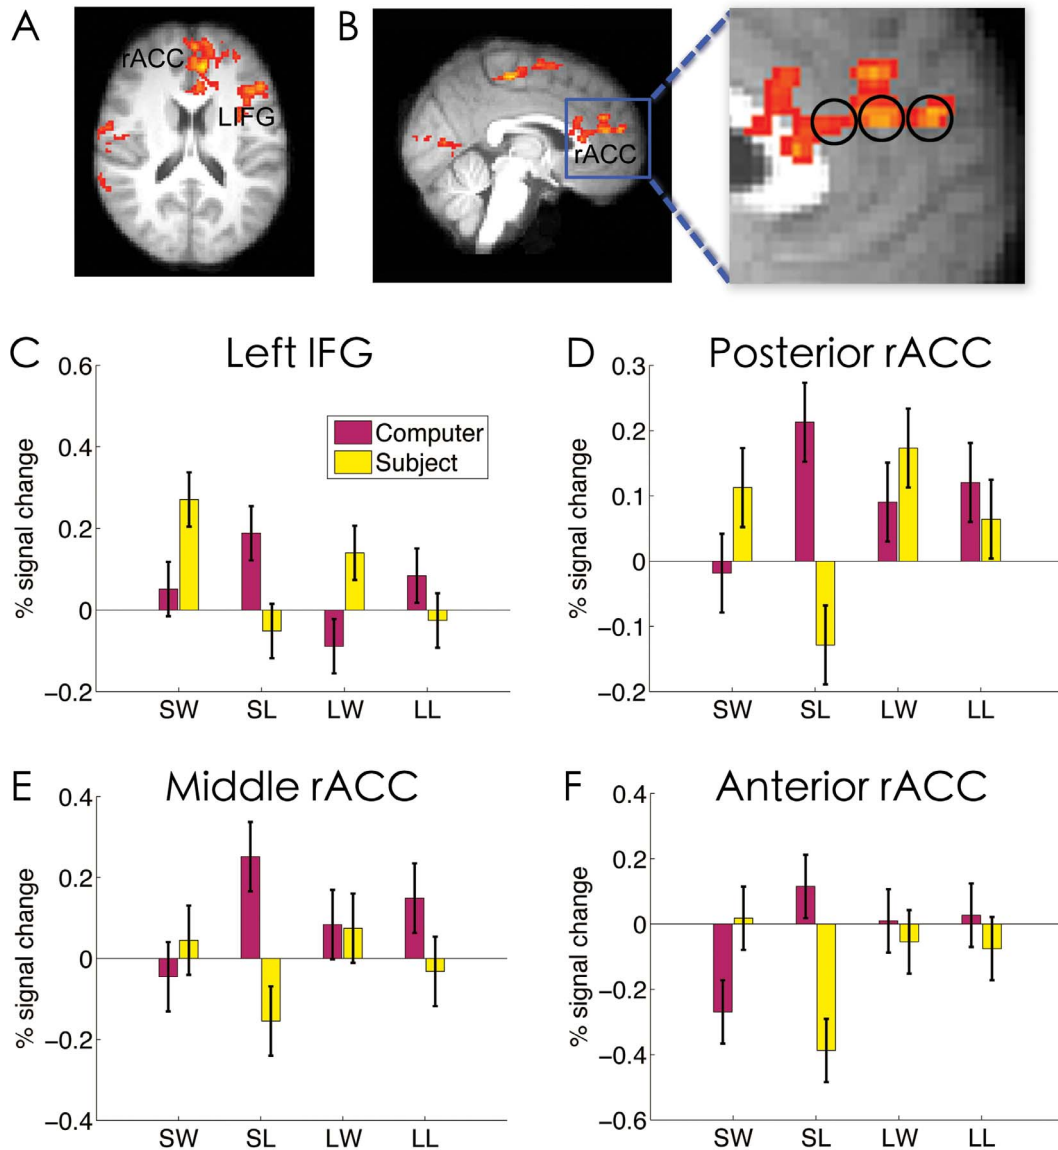 A
rACC
LIFG
B
rACC
C
Left IFG
0.6
0.4
0.2
0
−0.2
% signal change
Computer
Subject
SW SL LW LL
D
Posterior rACC
0.3
0.2
0.1
0
−0.1
−0.2
% signal change
SW SL LW LL
E
Middle rACC
0.4
0.2
0
−0.2
−0.4
% signal change
SW SL LW LL
F
Anterior rACC
0.4
0.2
0
−0.2
−0.4
−0.6
% signal change
SW SL LW LL